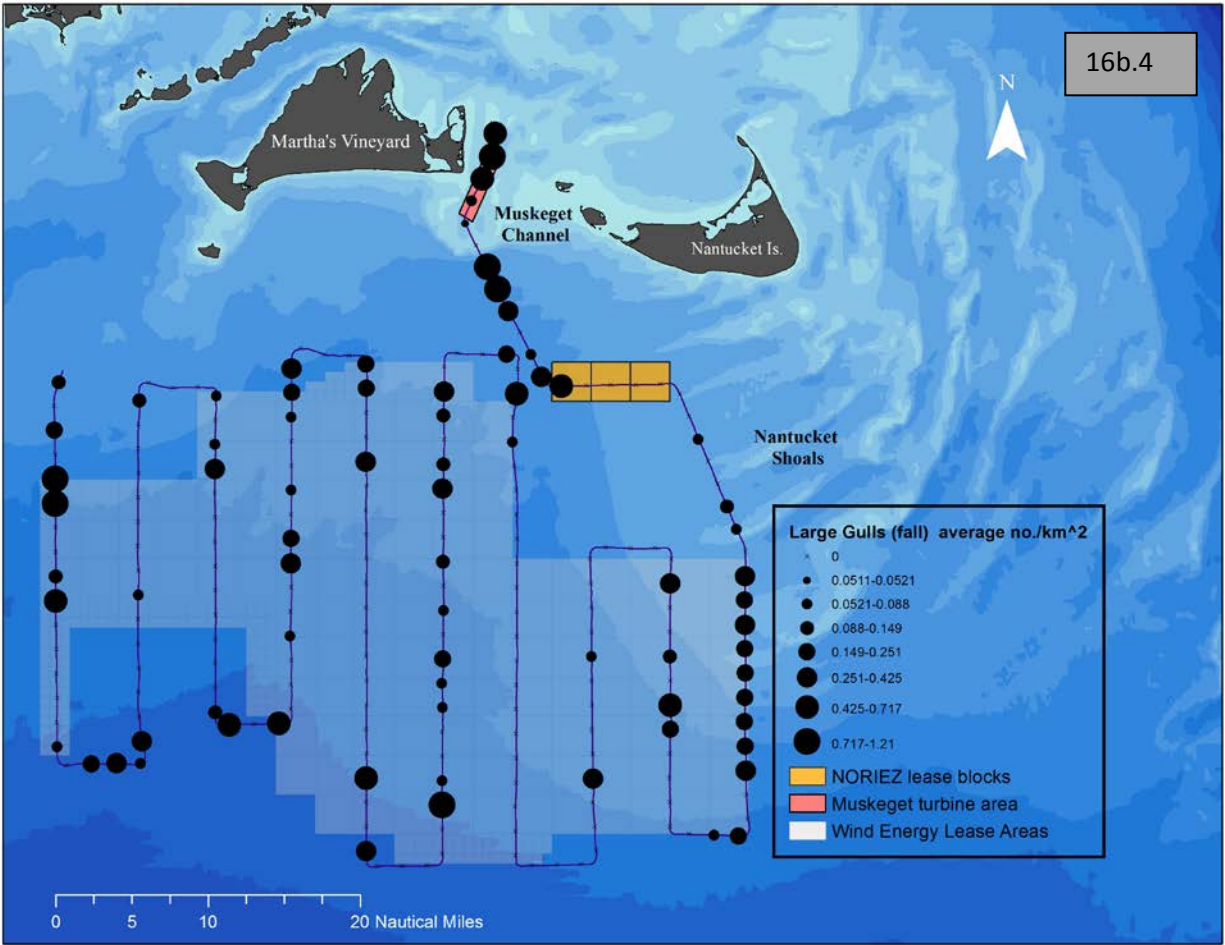 16b.4
N
Martha's Vineyard
Muskeget
Channel
Nantucket Is.
Nantucket
Shoals
Large Gulls (fall) average no./km^2
0
0.0511-0.0521
0.0521-0.088
0.088-0.149
0.149-0.251
0.251-0.425
0.425-0.717
0.717-1.21
NORIEZ lease blocks
Muskeget turbine area
Wind Energy Lease Areas
0 5 10 20 Nautical Miles